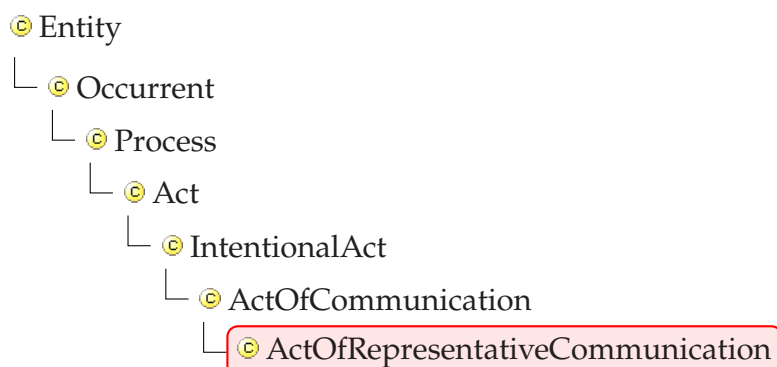 Entity
Occurrent
Process
Act
IntentionalAct
ActOfCommunication
ActOfRepresentativeCommunication